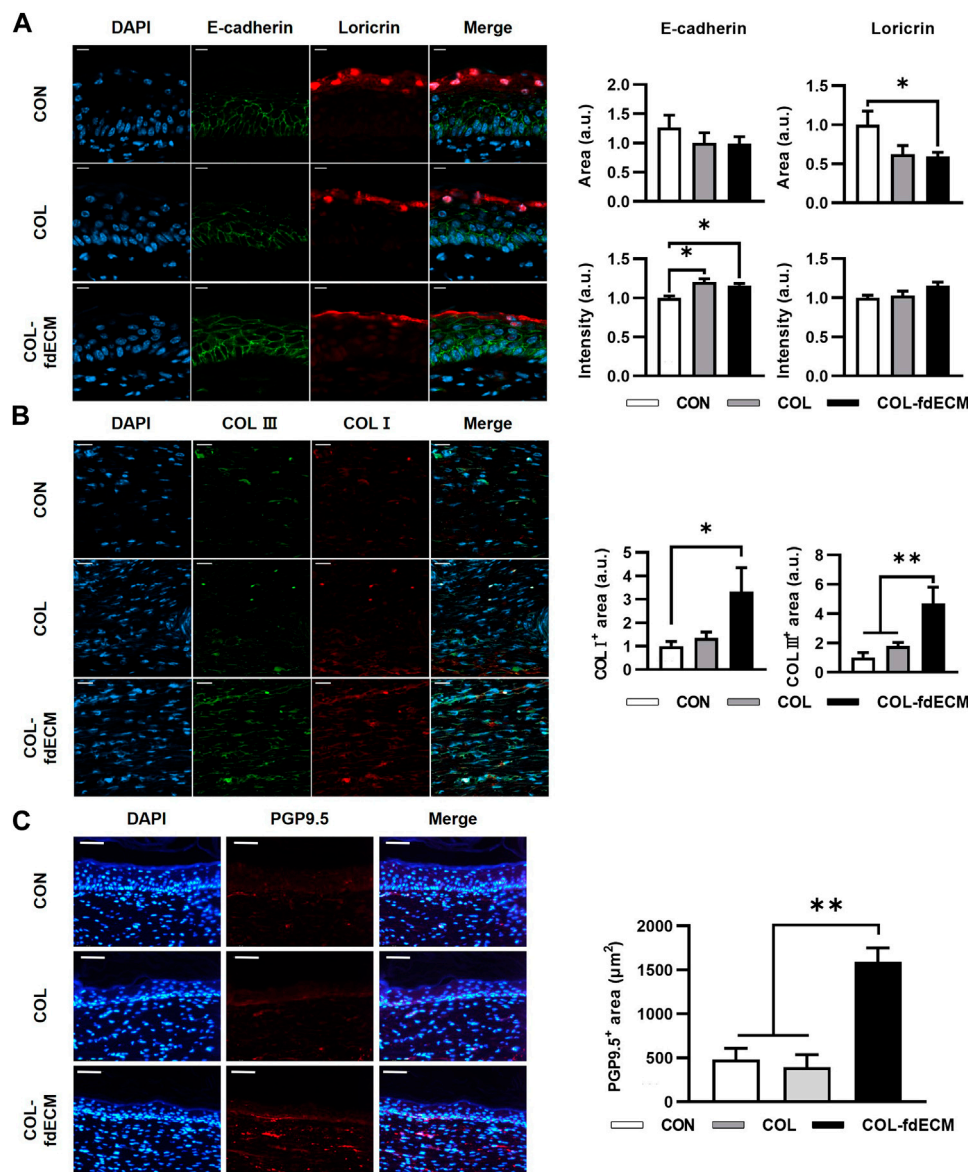 A
DAPI E-cadherin Loricrin Merge
CON
COL
COL-
fdECM
E-cadherin Loricrin
Area (a.u.)
2.0
1.5
1.0
0.5
0.0
Area (a.u.)
1.5
1.0
0.5
0.0
*
Intensity (a.u.)
1.5
1.0
0.5
0.0
*
*
Intensity (a.u.)
1.5
1.0
0.5
0.0
CON COL COL-fdECM
B
DAPI COL Ⅲ COL Ⅰ Merge
CON
COL
COL-
fdECM
COL Ⅰ⁺ area (a.u.)
5
4
3
2
1
0
*
COL Ⅲ⁺ area (a.u.)
8
6
4
2
0
**
CON COL COL-fdECM
C
DAPI PGP9.5 Merge
CON
COL
COL-
fdECM
PGP9.5⁺ area (µm²)
2000
1500
1000
500
0
**
CON COL COL-fdECM